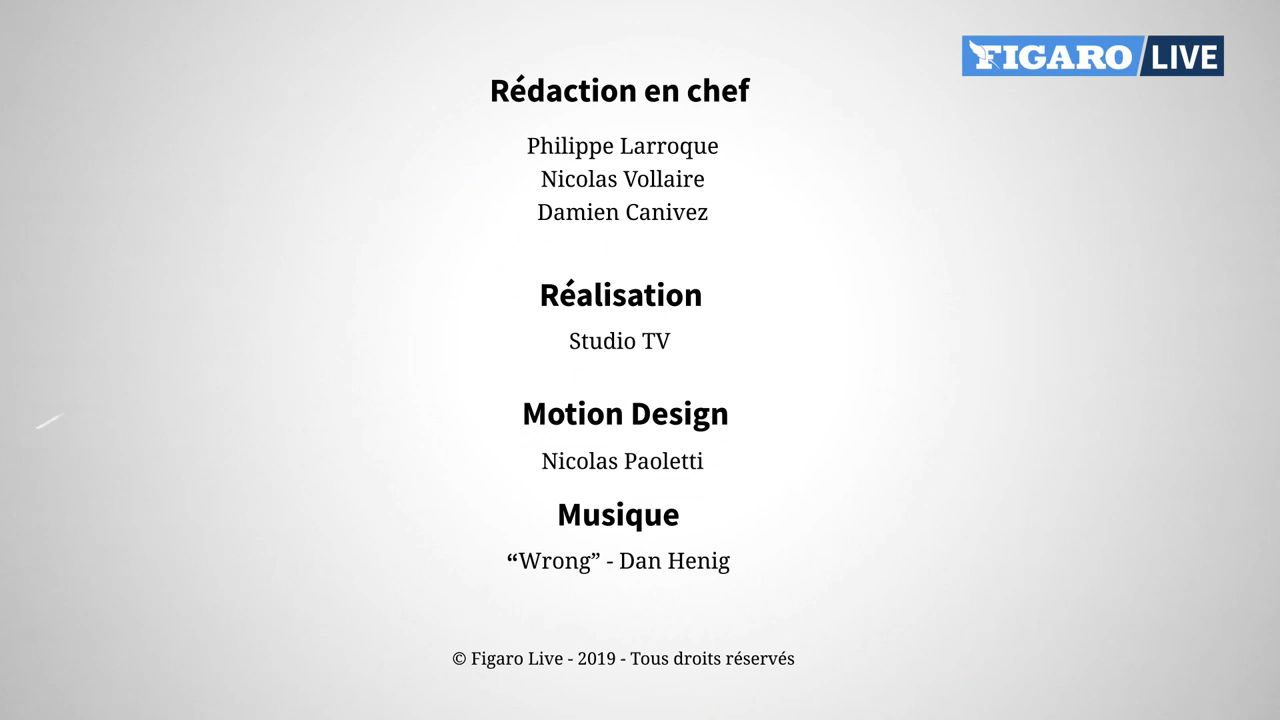 FIGARO LIVE
Rédaction en chef
Philippe Larroque
Nicolas Vollaire
Damien Canivez
Réalisation
Studio TV
Motion Design
Nicolas Paoletti
Musique
“Wrong” - Dan Henig
© Figaro Live - 2019 - Tous droits réservés